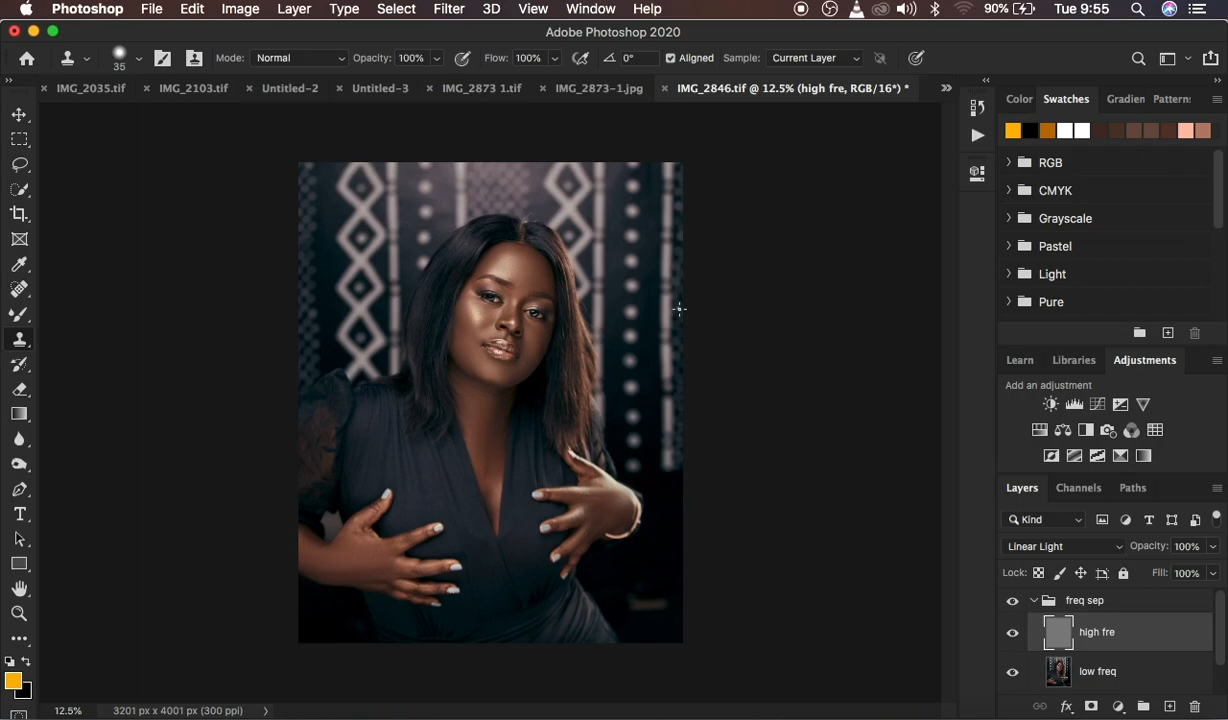 Photoshop File Edit Image Layer Type Select Filter 3D View Window Help 90% Tue 9:55
Adobe Photoshop 2020
35 Mode: Normal Opacity: 100% Flow: 100% 0° Aligned Sample: Current Layer
IMG_2035.tif IMG_2103.tif Untitled-2 Untitled-3 IMG_2873 1.tif IMG_2873-1.jpg IMG_2846.tif @ 12.5% (high fre, RGB/16*) *
Color Swatches Gradien Patterns
RGB
CMYK
Grayscale
Pastel
Light
Pure
Learn Libraries Adjustments
Add an adjustment
Layers Channels Paths
Kind
Linear Light Opacity: 100%
Lock: Fill: 100%
freq sep
high fre
low freq
12.5% 3201 px x 4001 px (300 ppi)